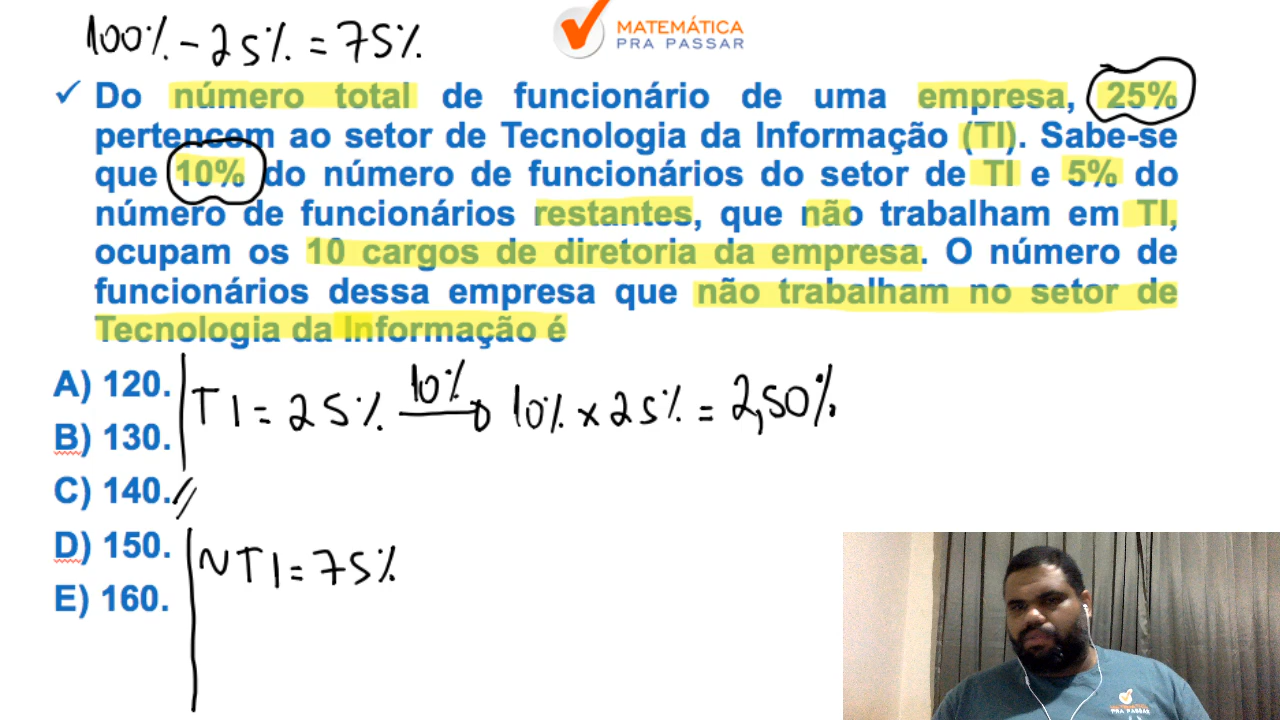 100% - 25% = 75%
MATEMÁTICA
PRA PASSAR
✓ Do número total de funcionário de uma empresa, 25%
pertencem ao setor de Tecnologia da Informação (TI). Sabe-se
que 10% do número de funcionários do setor de TI e 5% do
número de funcionários restantes, que não trabalham em TI,
ocupam os 10 cargos de diretoria da empresa. O número de
funcionários dessa empresa que não trabalham no setor de
Tecnologia da Informação é
A) 120.
TI = 25% 10% → 10% x 25% = 2,50%
B) 130.
C) 140.
D) 150.
NTI = 75%
E) 160.
MATEMÁTICA
PRA PASSAR